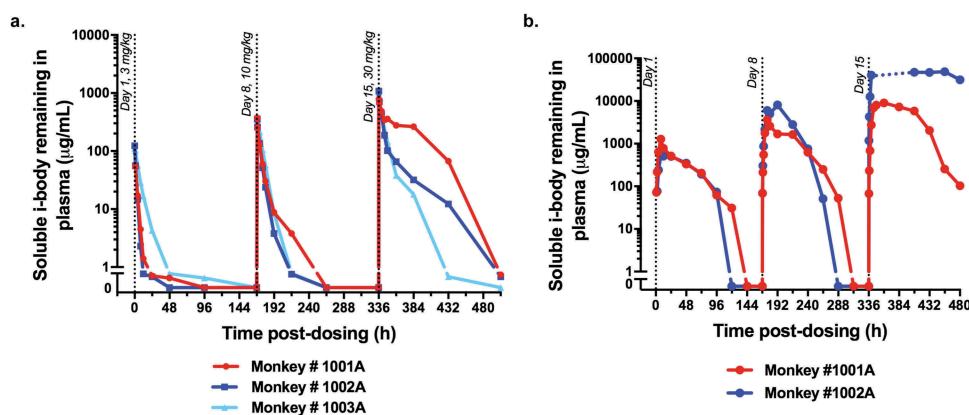 a.
Soluble i-body remaining in
plasma (μg/mL)
10000
1000
100
10
1
0
Day 1, 3 mg/kg
Day 8, 10 mg/kg
Day 15, 30 mg/kg
0 48 96 144 192 240 288 336 384 432 480
Time post-dosing (h)
Monkey # 1001A
Monkey # 1002A
Monkey # 1003A
b.
Soluble i-body remaining in
plasma (μg/mL)
100000
10000
1000
100
10
1
0
Day 1
Day 8
Day 15
0 48 96 144 192 240 288 336 384 432 480
Time post-dosing (h)
Monkey #1001A
Monkey #1002A